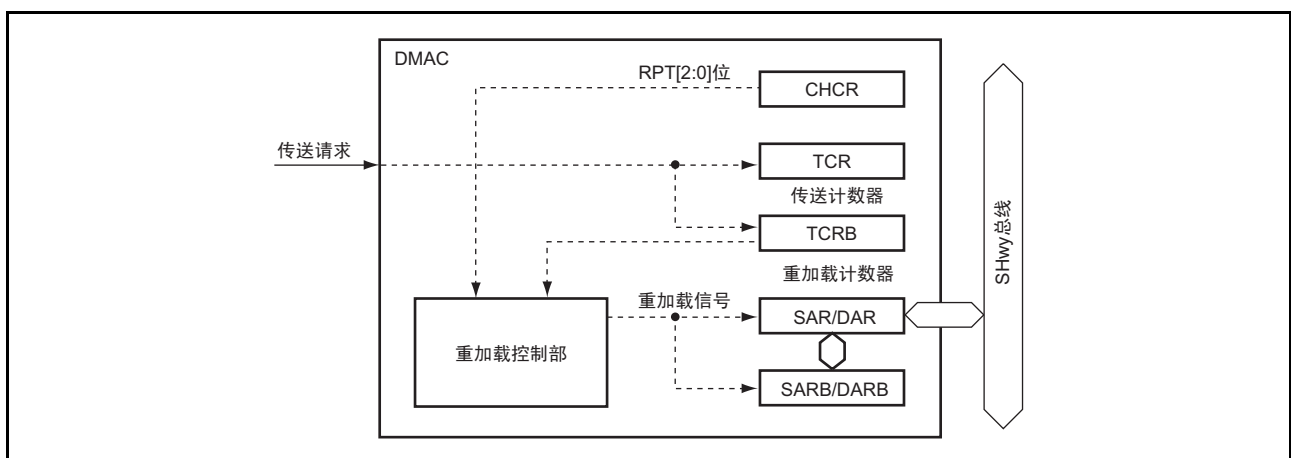 DMAC
RPT[2:0]位
CHCR
传送请求
TCR
传送计数器
TCRB
重加载计数器
重加载信号
SAR/DAR
重加载控制部
SARB/DARB
SHwy总线